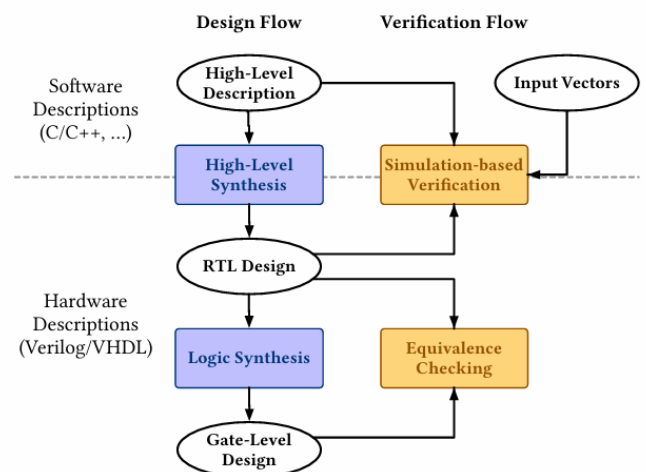 Design Flow
Verification Flow
Software
Descriptions
(C/C++, ...)
High-Level
Description
Input Vectors
High-Level
Synthesis
Simulation-based
Verification
RTL Design
Hardware
Descriptions
(Verilog/VHDL)
Logic Synthesis
Equivalence
Checking
Gate-Level
Design